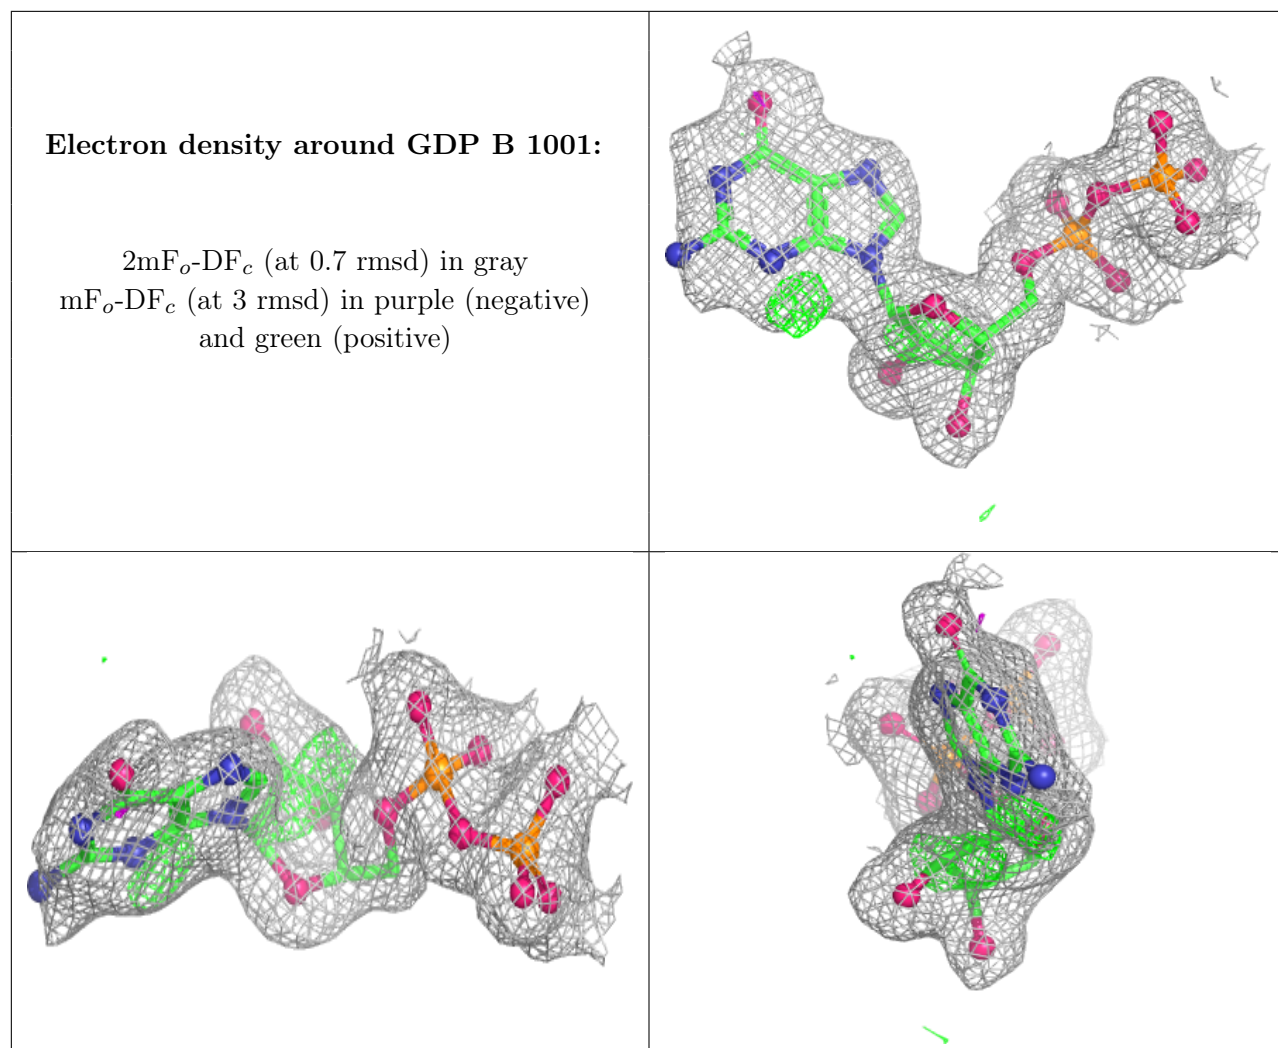 Electron density around GDP B 1001:
2mFo-DFc (at 0.7 rmsd) in gray
mFo-DFc (at 3 rmsd) in purple (negative)
and green (positive)